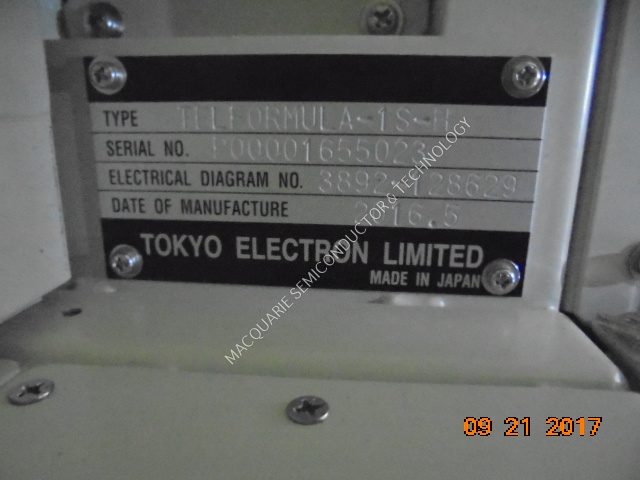 TYPE TELFORMULA-1S-H
SERIAL NO. P00001655023
ELECTRICAL DIAGRAM NO. 3892-128629
DATE OF MANUFACTURE 2016.5
TOKYO ELECTRON LIMITED
MADE IN JAPAN
MACQUARIE SEMICONDUCTOR & TECHNOLOGY
09 21 2017